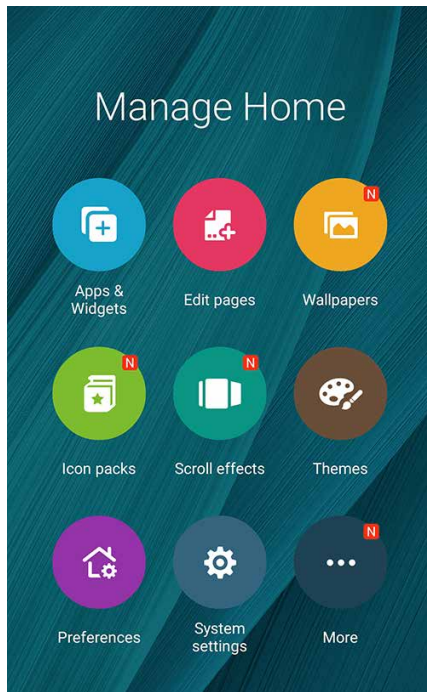 Manage Home
N
Apps &
Widgets
Edit pages
Wallpapers
N
N
Icon packs
Scroll effects
Themes
N
Preferences
System
settings
More